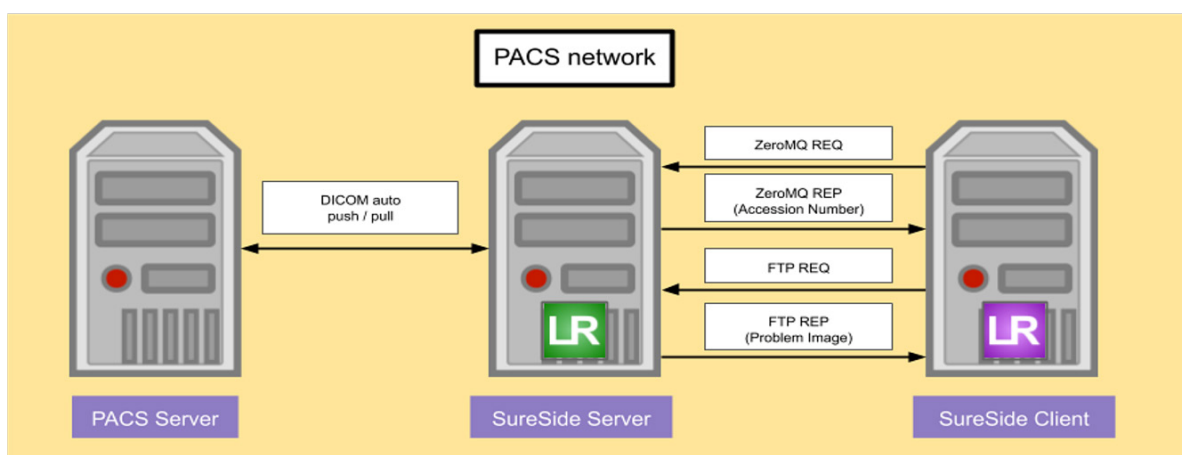 PACS network
DICOM auto
push / pull
ZeroMQ REQ
ZeroMQ REP
(Accession Number)
FTP REQ
FTP REP
(Problem Image)
LR
LR
PACS Server
SureSide Server
SureSide Client